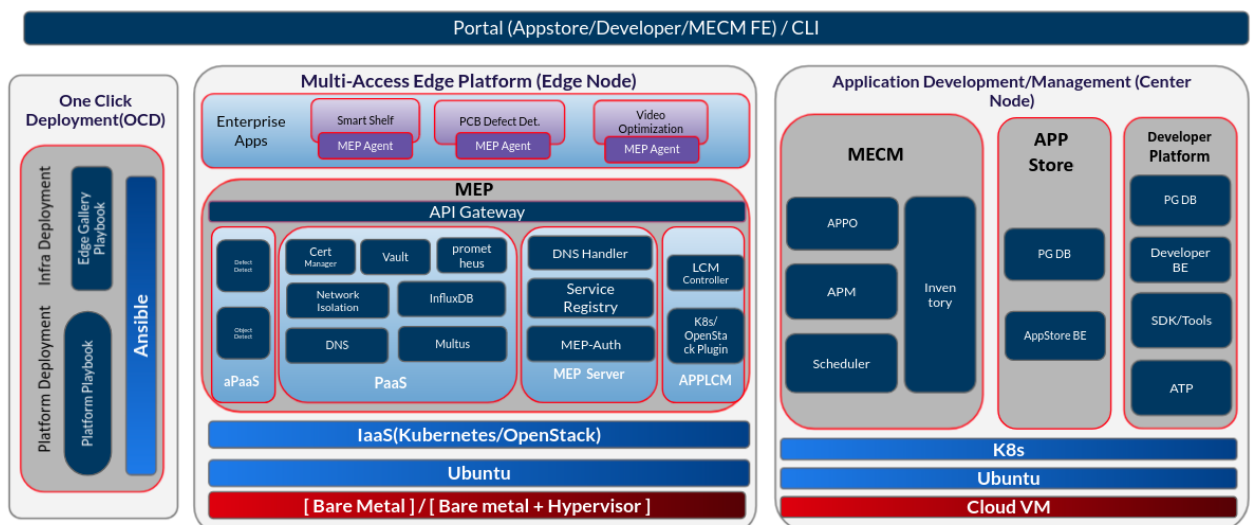 Portal (Appstore/Developer/MECM FE) / CLI
One Click
Deployment(OCD)
Infra Deployment
Edge Gallery
Playbook
Platform Deployment
Platform Playbook
Ansible
Multi-Access Edge Platform (Edge Node)
Enterprise
Apps
Smart Shelf
MEP Agent
PCB Defect Det.
MEP Agent
Video
Optimization
MEP Agent
MEP
API Gateway
Defect
Detect
Object
Detect
aPaaS
Cert
Manager
Vault
promet
heus
Network
Isolation
InfluxDB
DNS
Multus
PaaS
DNS Handler
Service
Registry
MEP-Auth
MEP Server
LCM
Controller
K8s/
OpenSta
ck Plugin
APPLCM
IaaS(Kubernetes/OpenStack)
Ubuntu
[ Bare Metal ] / [ Bare metal + Hypervisor ]
Application Development/Management (Center
Node)
MECM
APPO
APM
Scheduler
Inven
tory
APP
Store
PG DB
AppStore BE
Developer
Platform
PG DB
Developer
BE
SDK/Tools
ATP
K8s
Ubuntu
Cloud VM